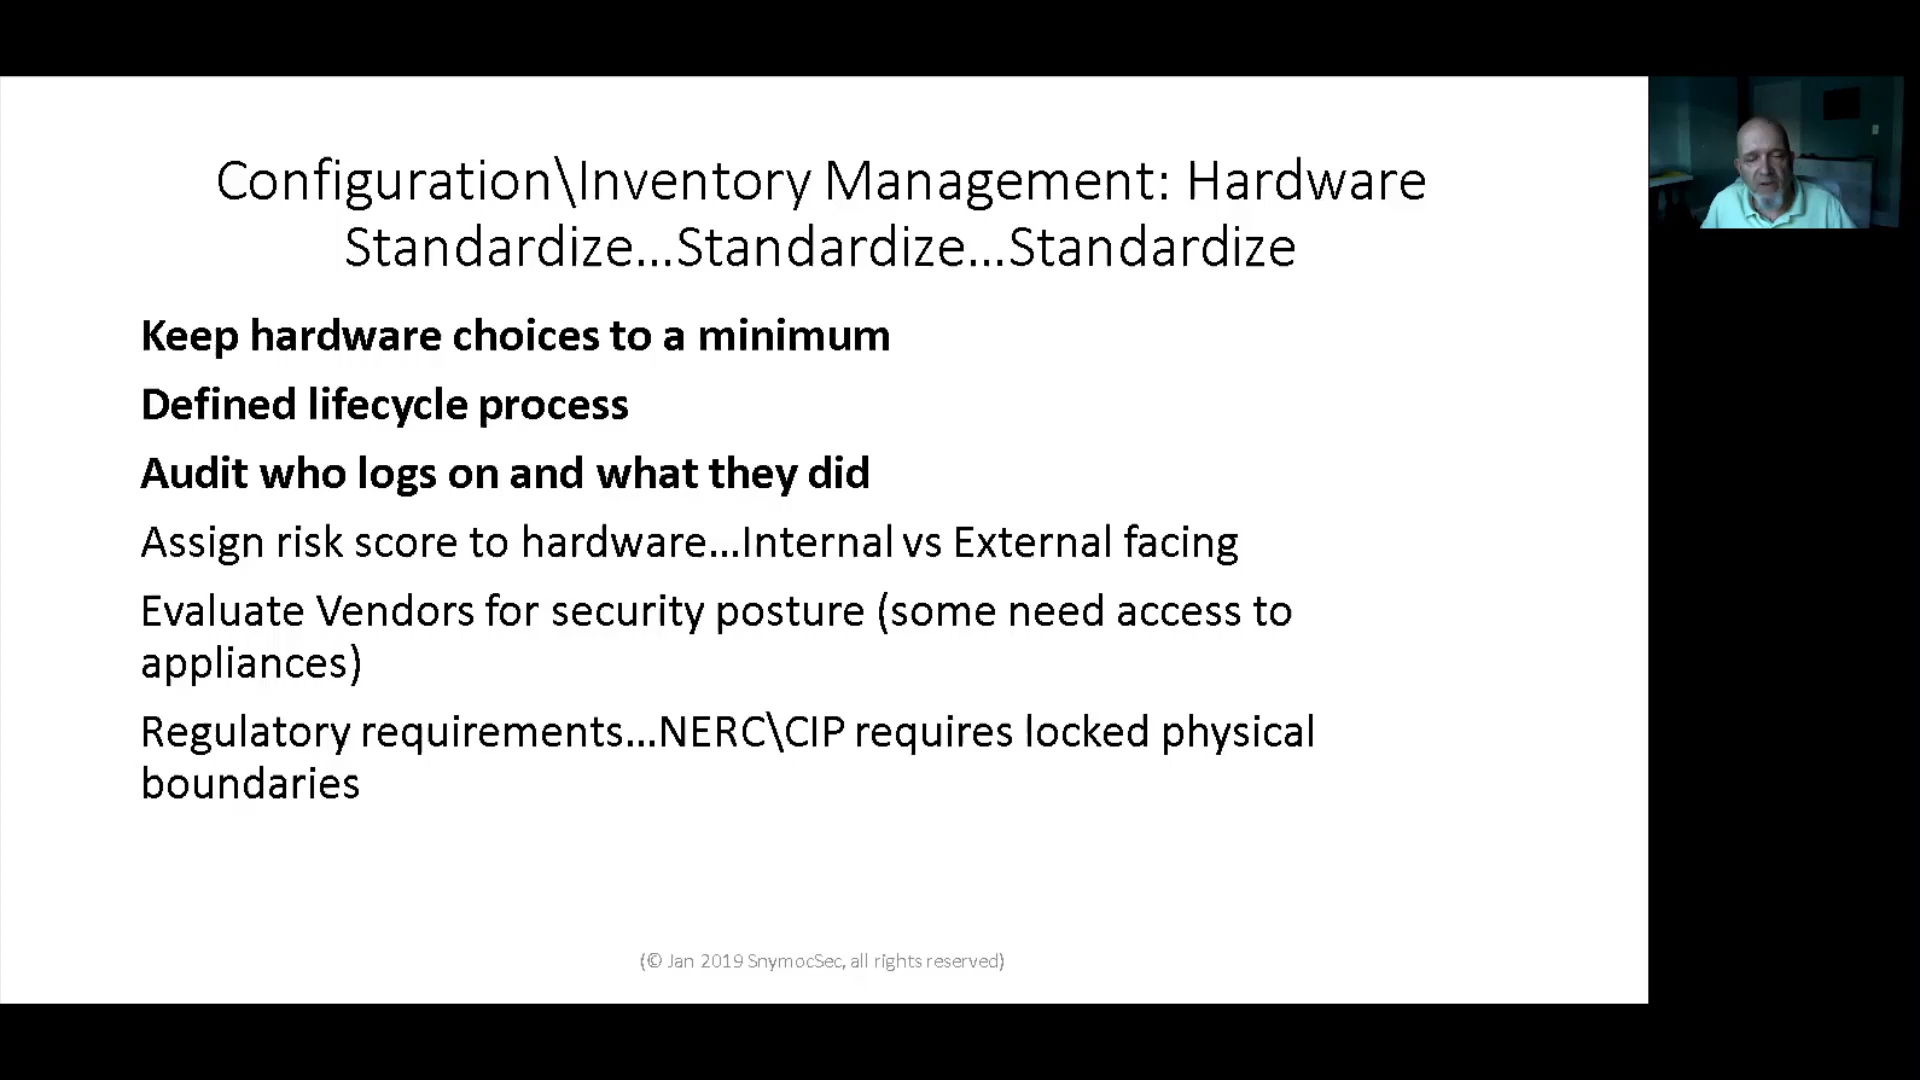 Configuration\Inventory Management: Hardware
Standardize...Standardize...Standardize
Keep hardware choices to a minimum
Defined lifecycle process
Audit who logs on and what they did
Assign risk score to hardware...Internal vs External facing
Evaluate Vendors for security posture (some need access to
appliances)
Regulatory requirements...NERC\CIP requires locked physical
boundaries
(© Jan 2019 SnymocSec, all rights reserved)